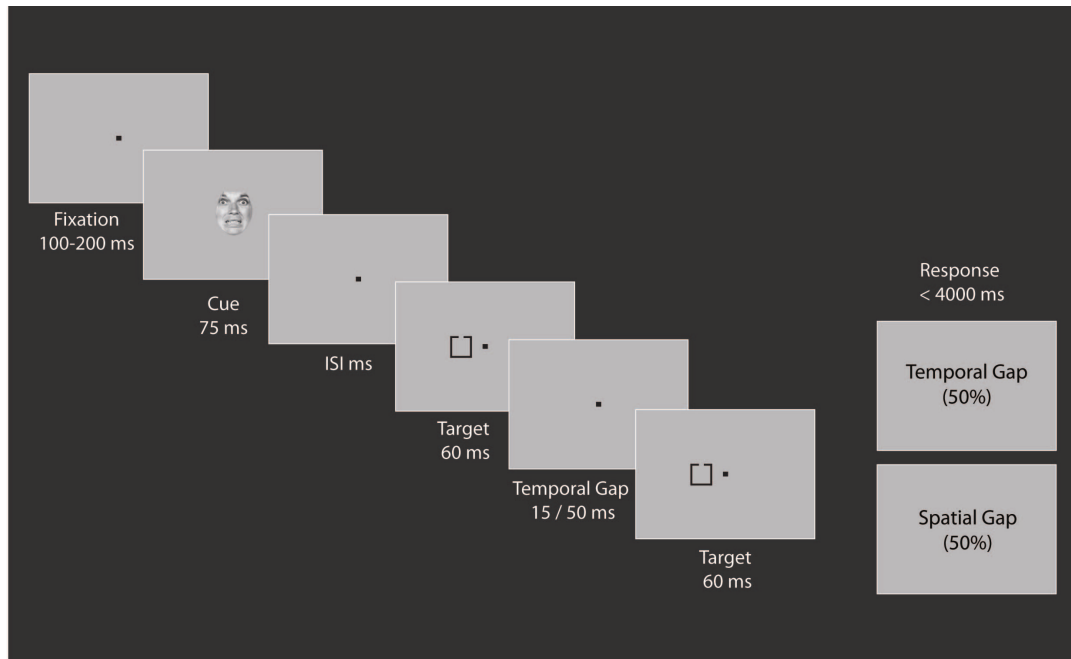 Fixation
100-200 ms
Cue
75 ms
ISI ms
Target
60 ms
Temporal Gap
15 / 50 ms
Target
60 ms
Response
< 4000 ms
Temporal Gap
(50%)
Spatial Gap
(50%)